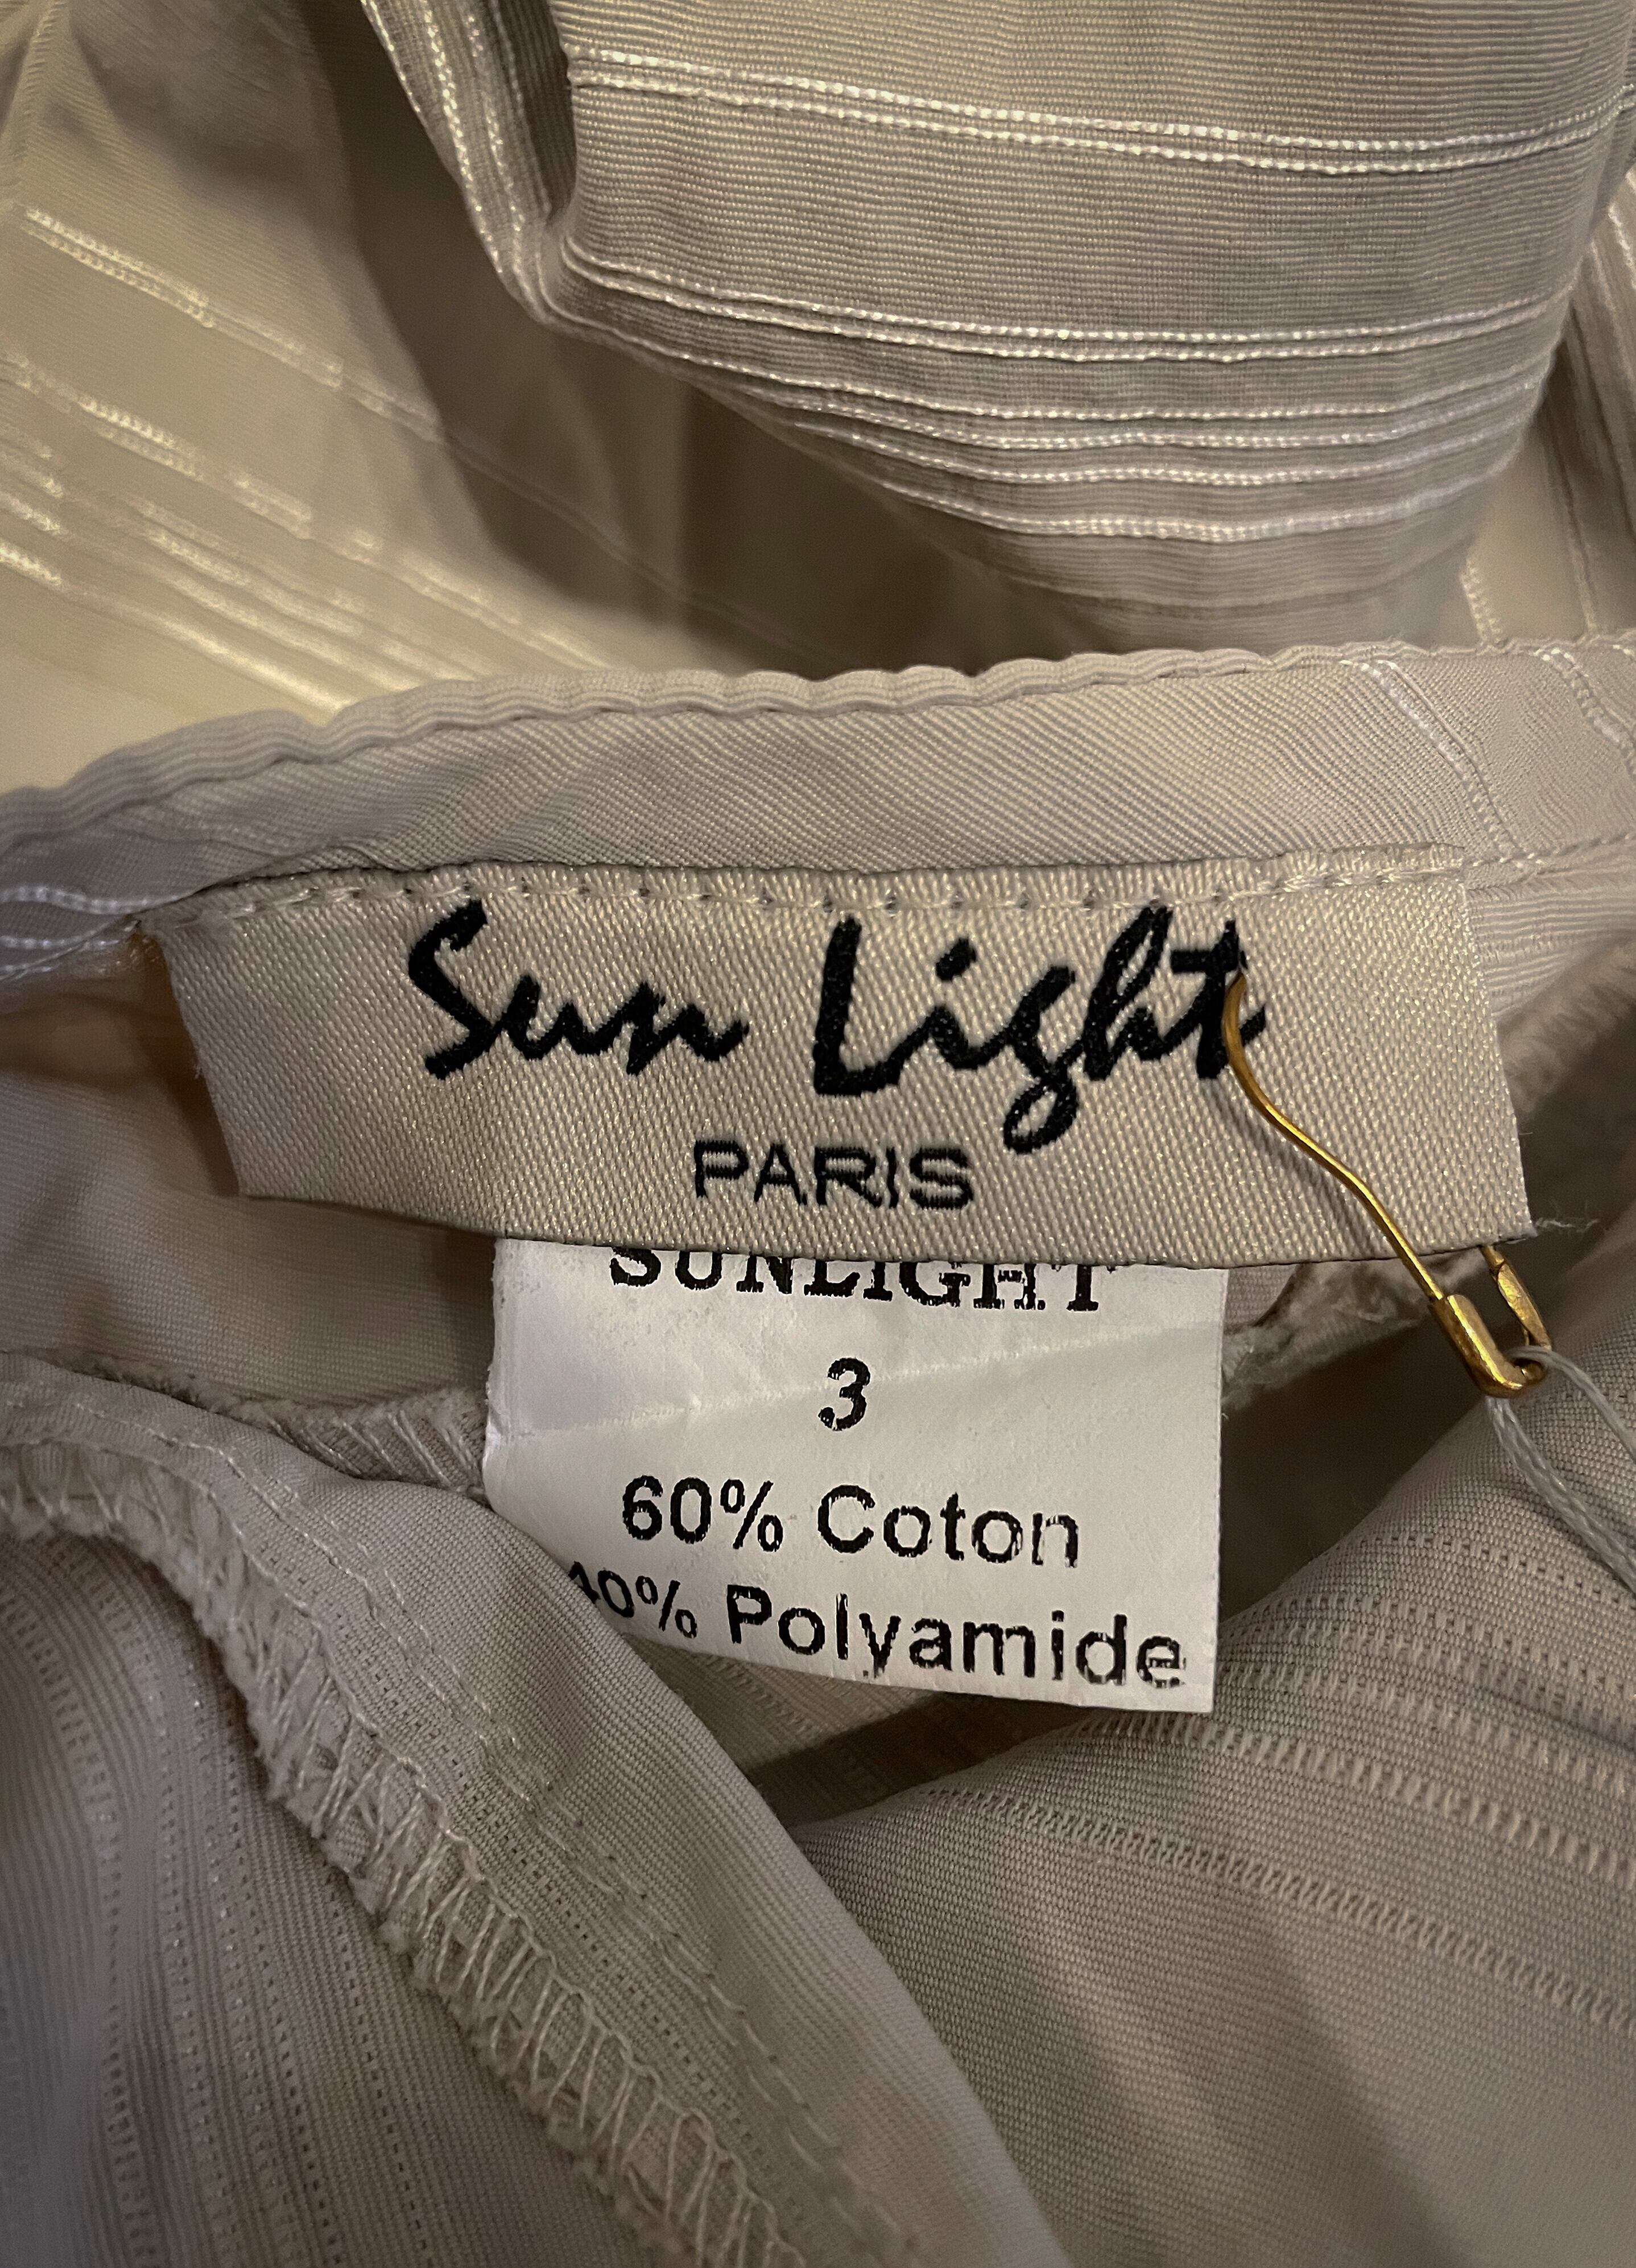 Sun Light
PARIS
SUNLIGHT
3
60% Coton
40% Polyamide